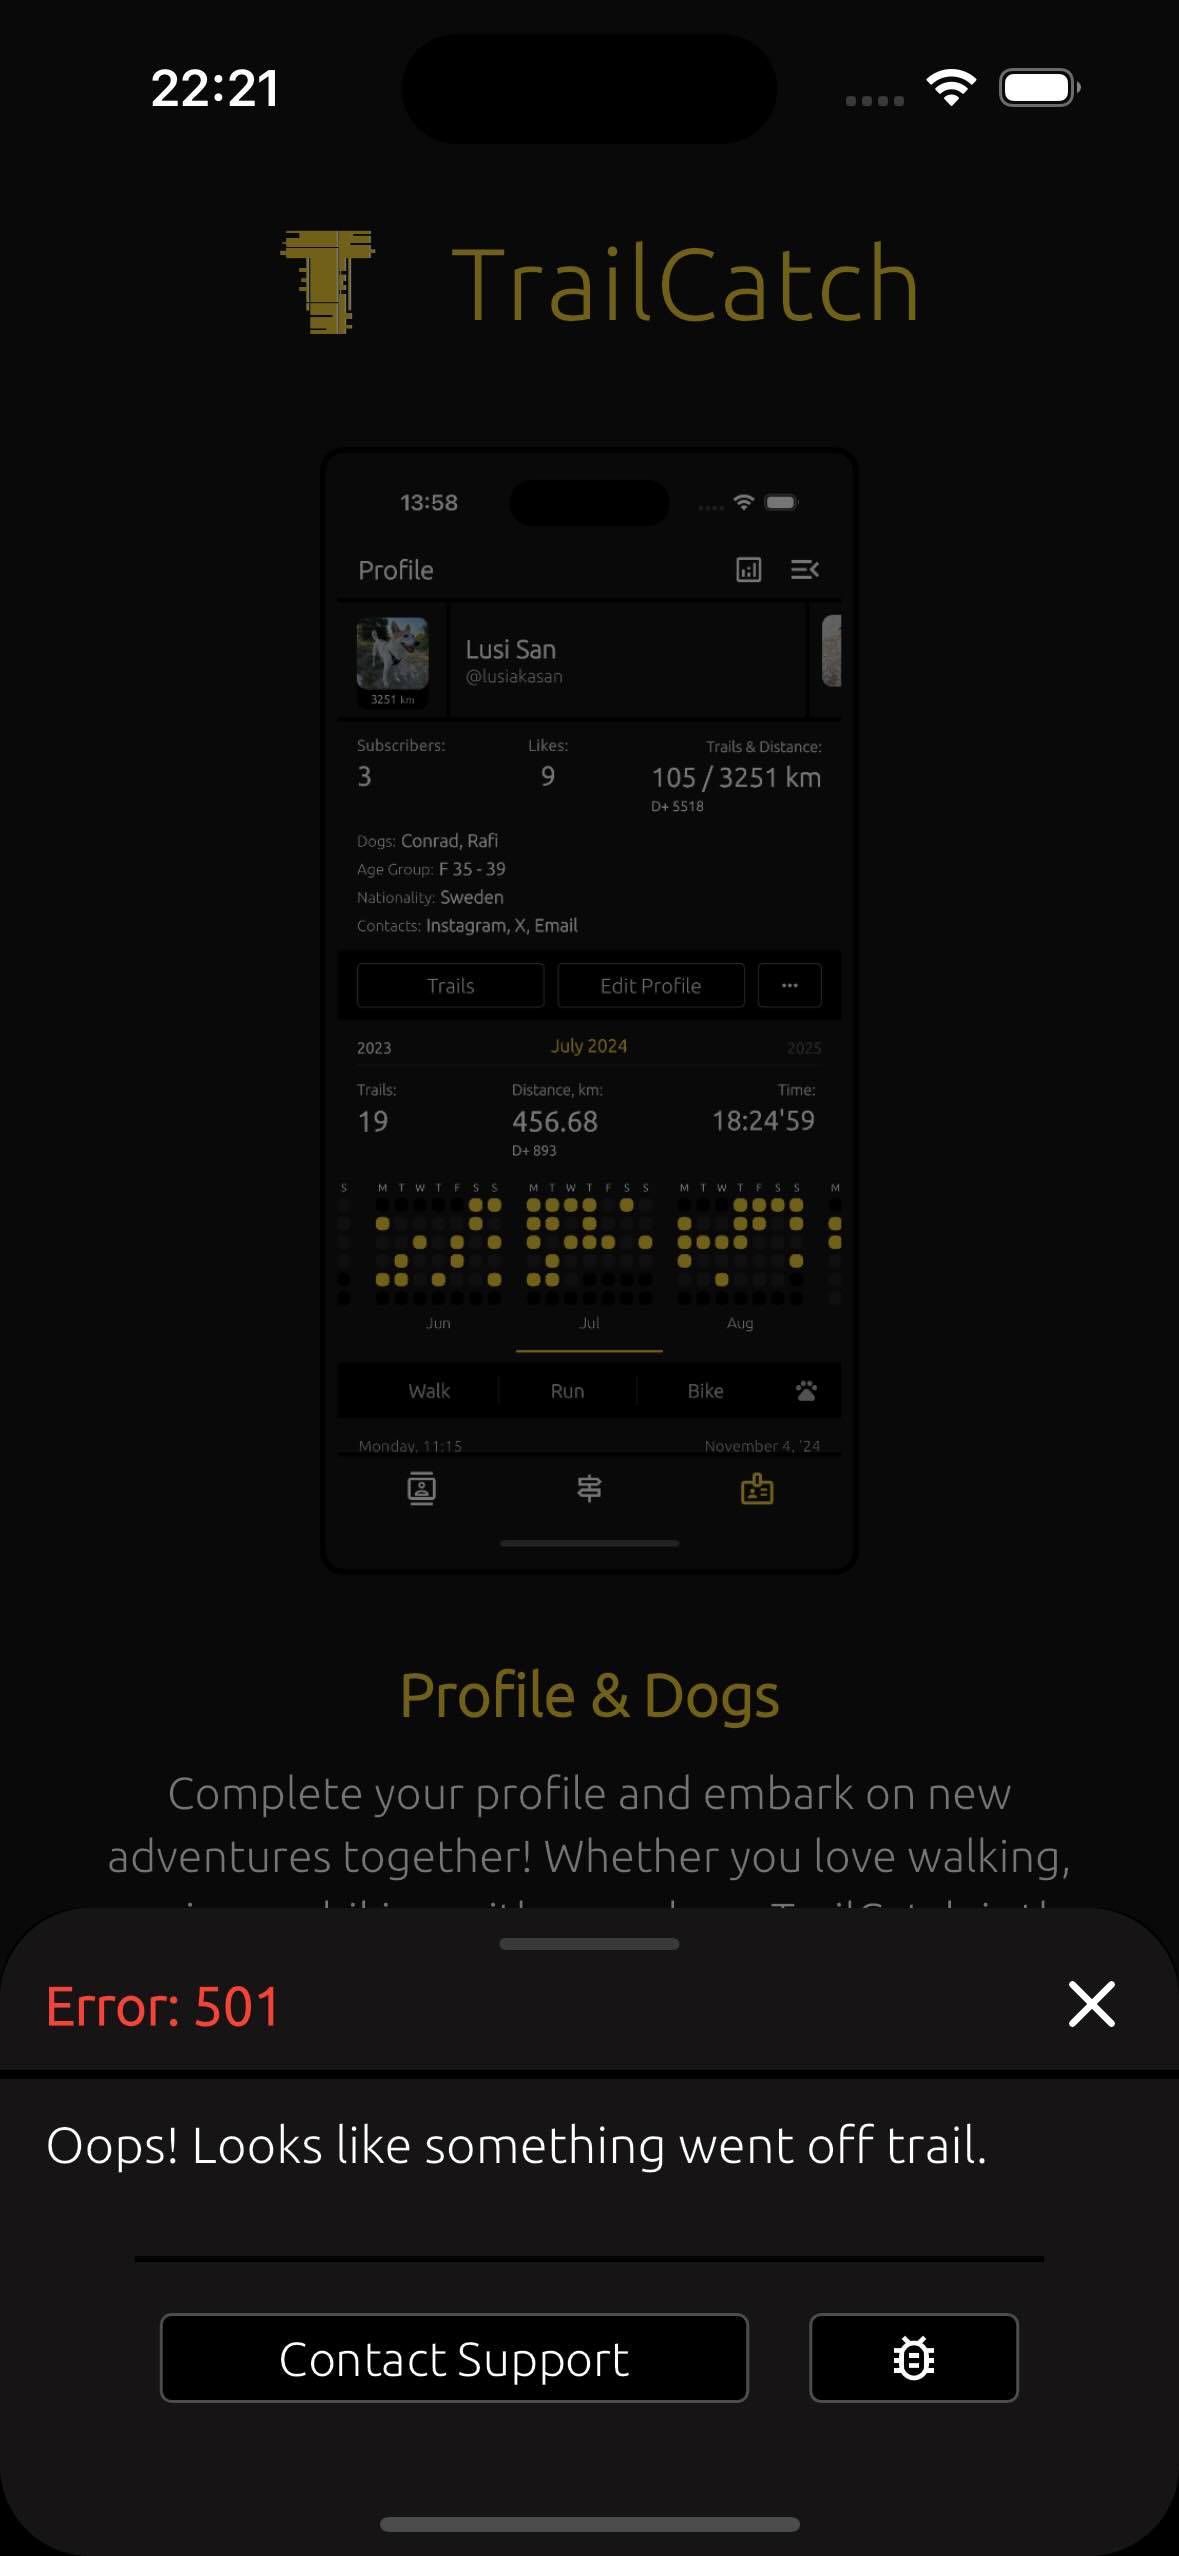 22:21
TrailCatch
13:58
Profile
3251 km
Lusi San
@lusiakasan
Subscribers: Likes: Trails & Distance:
3 9 105 / 3251 km
D+ 5518
Dogs: Conrad, Rafi
Age Group: F 35 - 39
Nationality: Sweden
Contacts: Instagram, X, Email
Trails Edit Profile ...
2023 July 2024 2025
Trails: Distance, km: Time:
19 456.68 18:24'59
D+ 893
S M T W T F S S M T W T F S S M T W T F S S M
Jun Jul Aug
Walk Run Bike
Monday, 11:15 November 4, '24
Profile & Dogs
Complete your profile and embark on new
adventures together! Whether you love walking,
Error: 501
Oops! Looks like something went off trail.
Contact Support